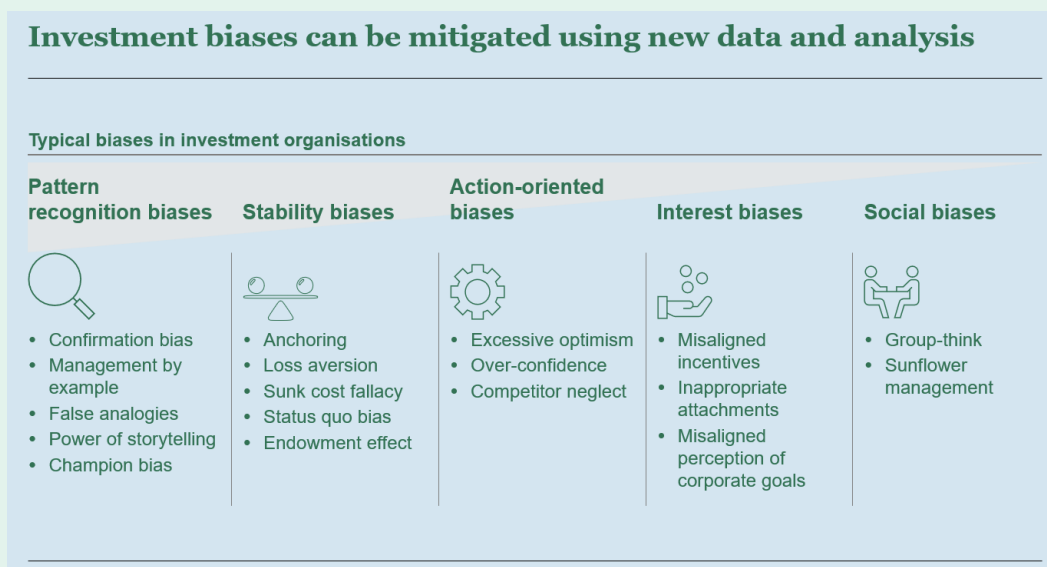 Investment biases can be mitigated using new data and analysis
Typical biases in investment organisations
Pattern
recognition biases
• Confirmation bias
• Management by
example
• False analogies
• Power of storytelling
• Champion bias
Stability biases
• Anchoring
• Loss aversion
• Sunk cost fallacy
• Status quo bias
• Endowment effect
Action-oriented
biases
• Excessive optimism
• Over-confidence
• Competitor neglect
Interest biases
• Misaligned
incentives
• Inappropriate
attachments
• Misaligned
perception of
corporate goals
Social biases
• Group-think
• Sunflower
management